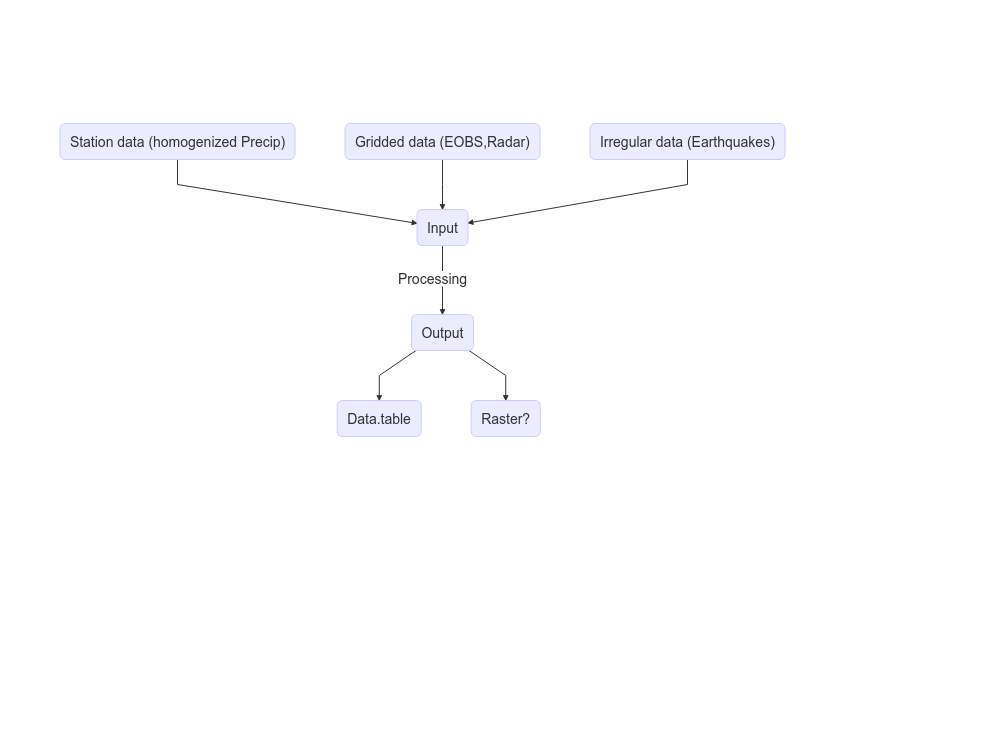 Station data (homogenized Precip)
Gridded data (EOBS,Radar)
Irregular data (Earthquakes)
Input
Processing
Output
Data.table
Raster?